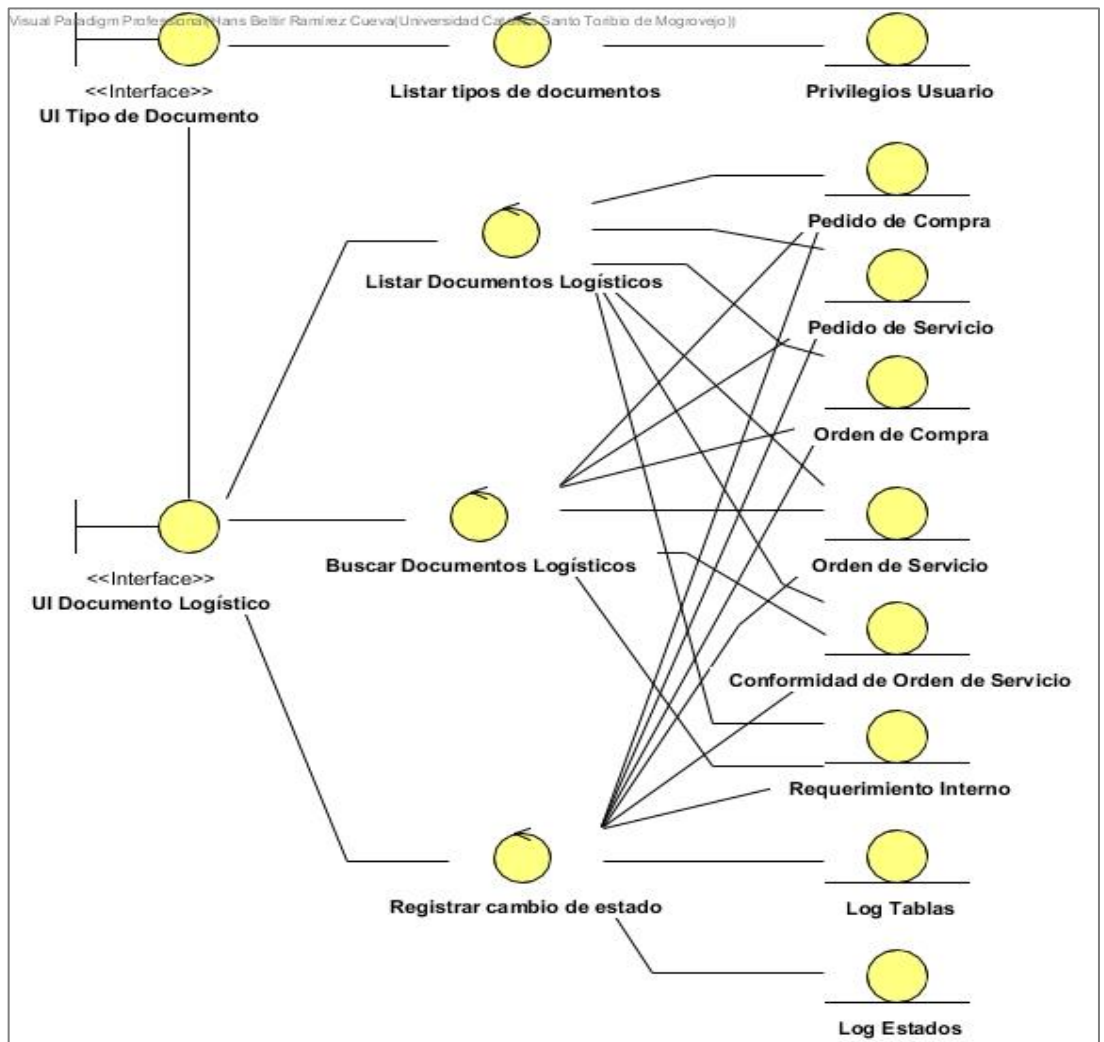 Visual Paradigm Professional(Hans Beltir Ramírez Cueva(Universidad Católica Santo Toribio de Mogrovejo))
<<Interface>>
UI Tipo de Documento
Listar tipos de documentos
Privilegios Usuario
Pedido de Compra
Listar Documentos Logísticos
Pedido de Servicio
Orden de Compra
Buscar Documentos Logísticos
Orden de Servicio
<<Interface>>
UI Documento Logístico
Conformidad de Orden de Servicio
Requerimiento Interno
Registrar cambio de estado
Log Tablas
Log Estados